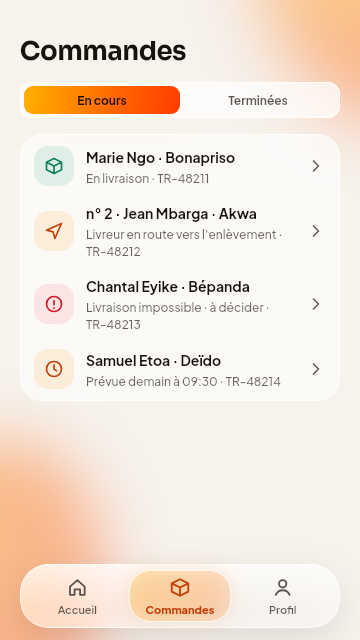 Commandes
En cours
Terminées
Marie Ngo · Bonapriso
En livraison · TR-48211
n° 2 · Jean Mbarga · Akwa
Livreur en route vers l'enlèvement ·
TR-48212
Chantal Eyike · Bépanda
Livraison impossible · à décider ·
TR-48213
Samuel Etoa · Deïdo
Prévue demain à 09:30 · TR-48214
Accueil
Commandes
Profil